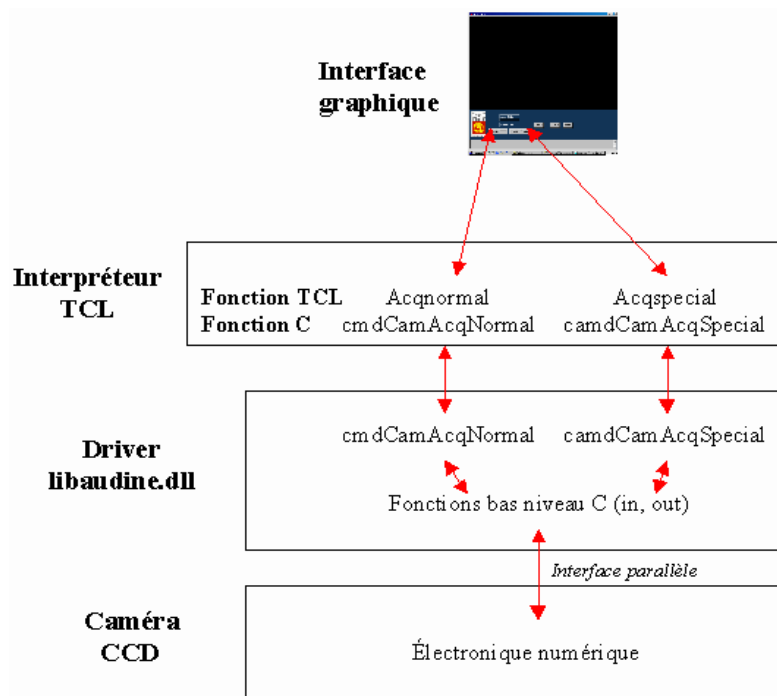 Interface
graphique
Interpréteur
TCL
Fonction TCL Acqnormal Acqspecial
Fonction C cmdCamAcqNormal camdCamAcqSpecial
Driver
libaudine.dll
cmdCamAcqNormal camdCamAcqSpecial
Fonctions bas niveau C (in, out)
Interface parallèle
Caméra
CCD
Électronique numérique